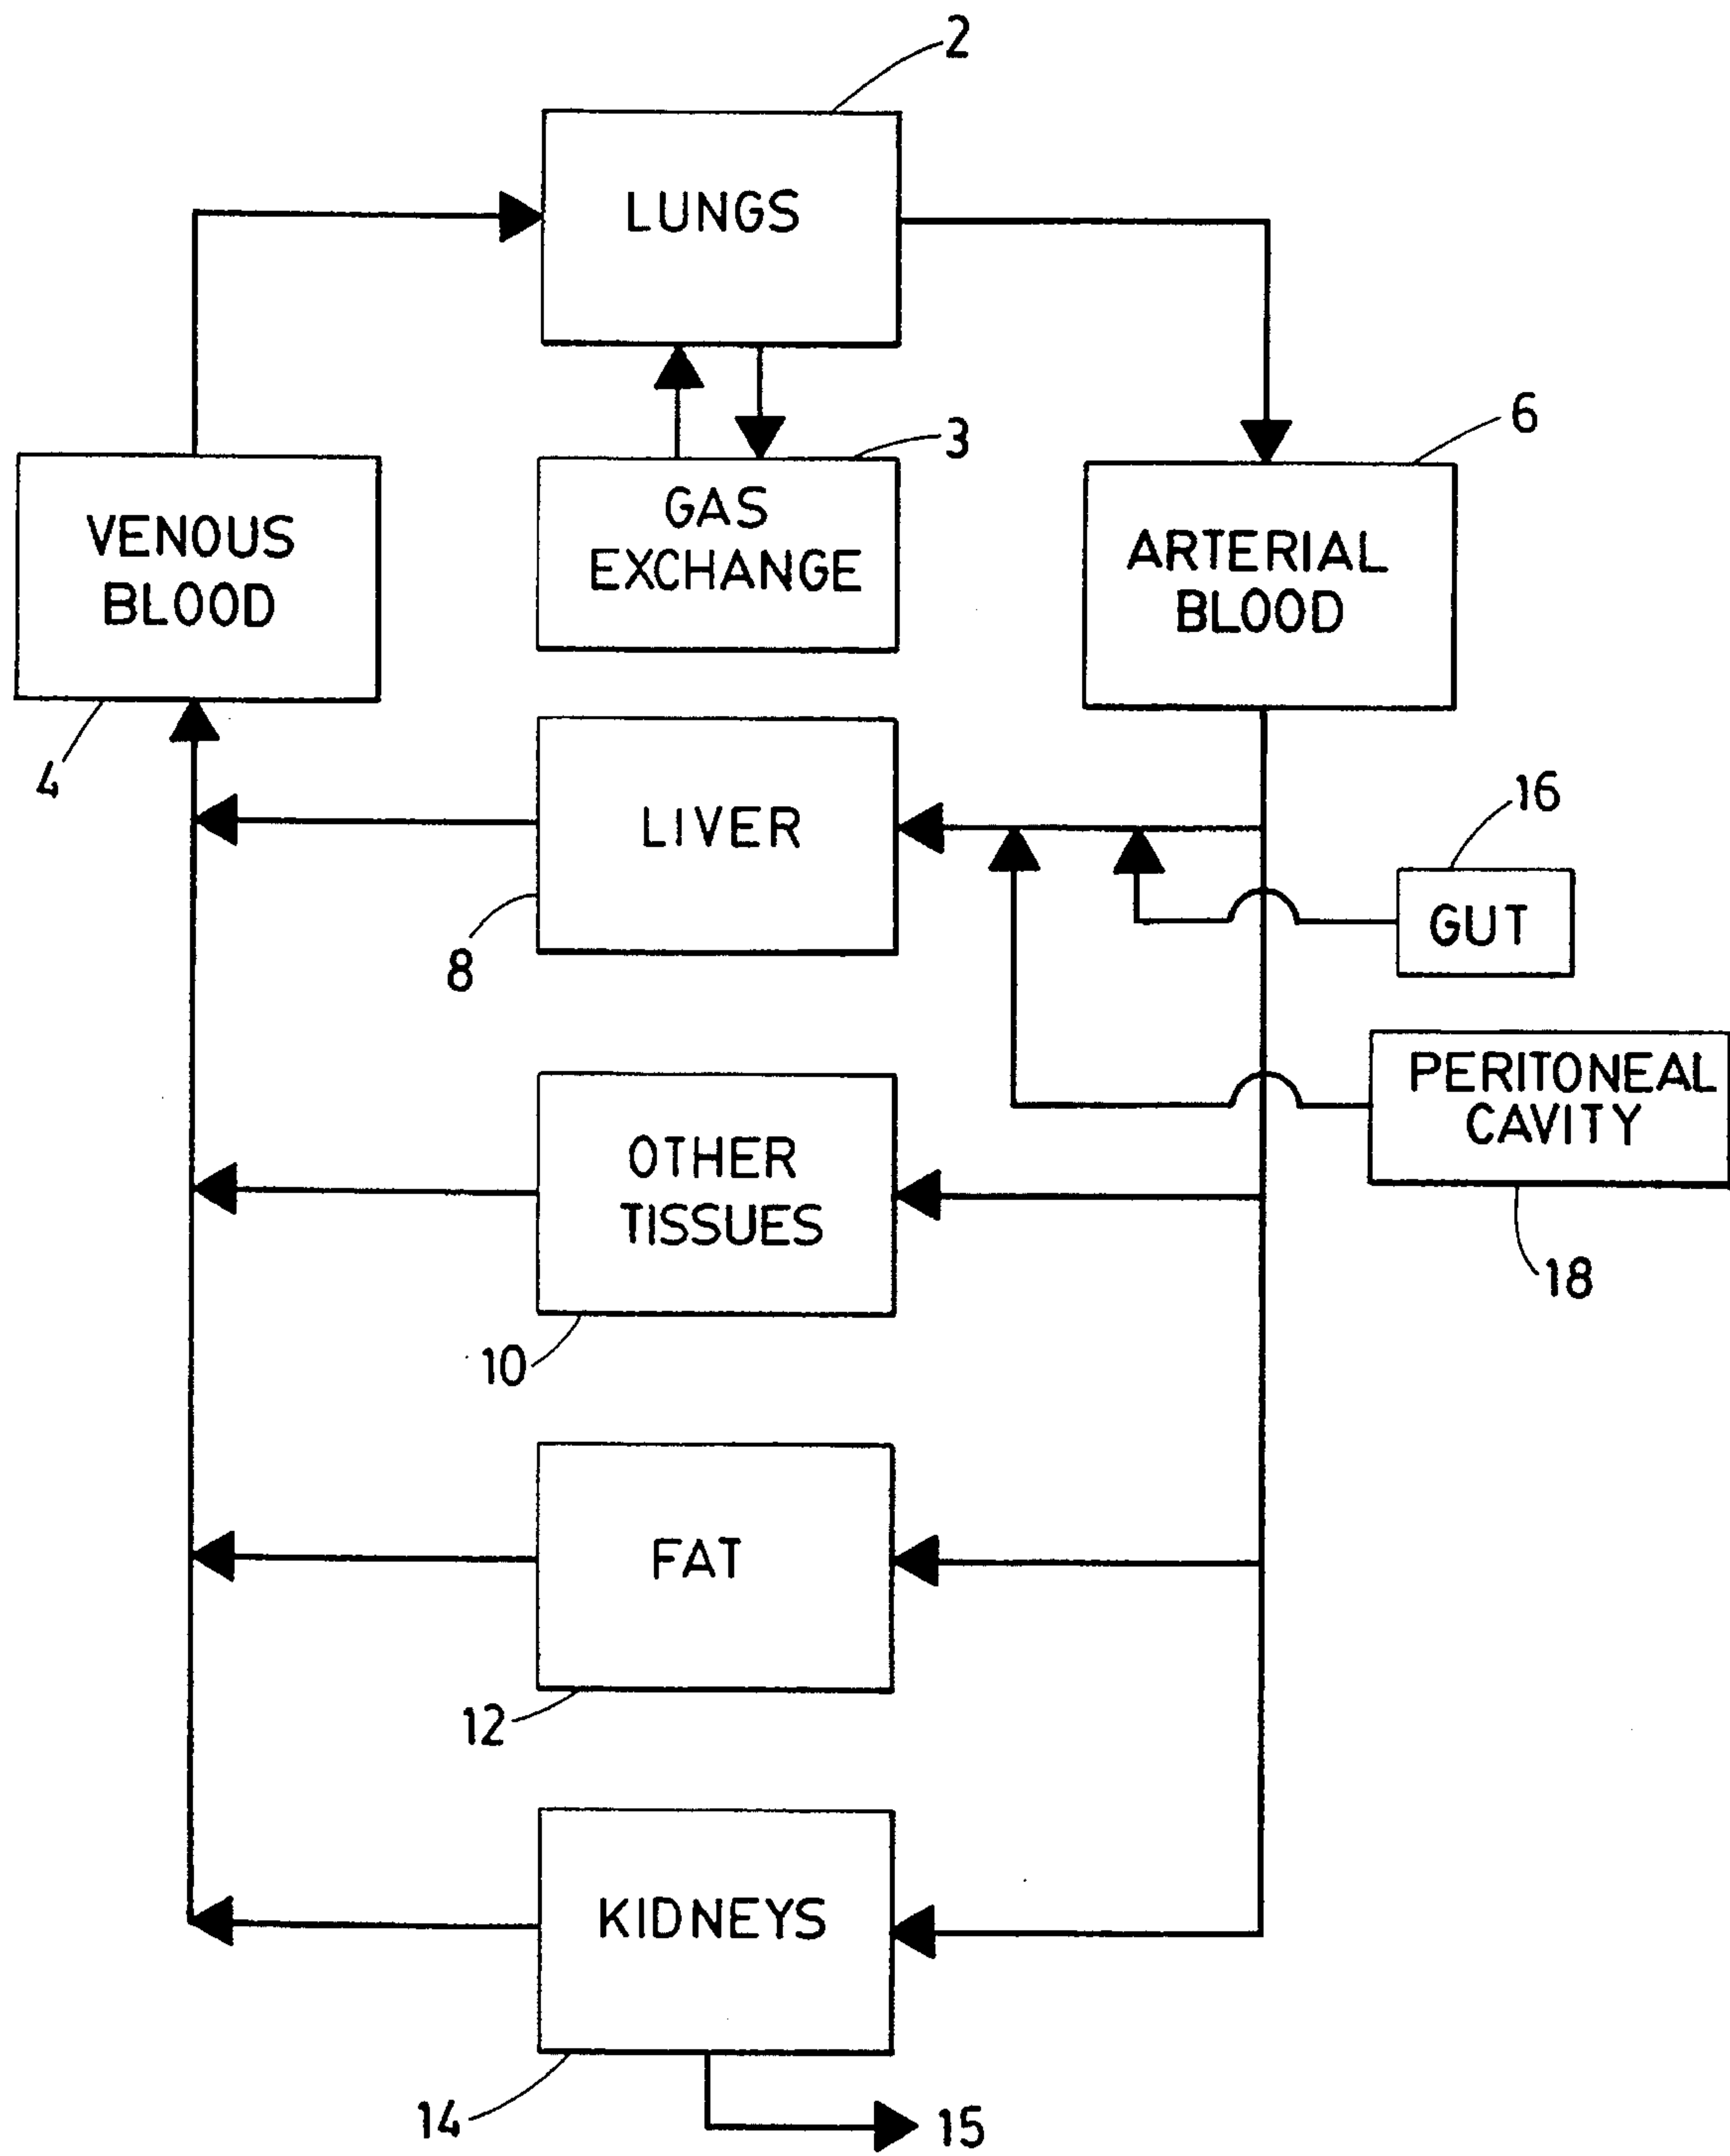 2
LUNGS
3
6
GAS
EXCHANGE
VENOUS
BLOOD
ARTERIAL
BLOOD
4
LIVER
16
GUT
8
PERITONEAL
CAVITY
OTHER
TISSUES
18
10
FAT
12
KIDNEYS
14
15